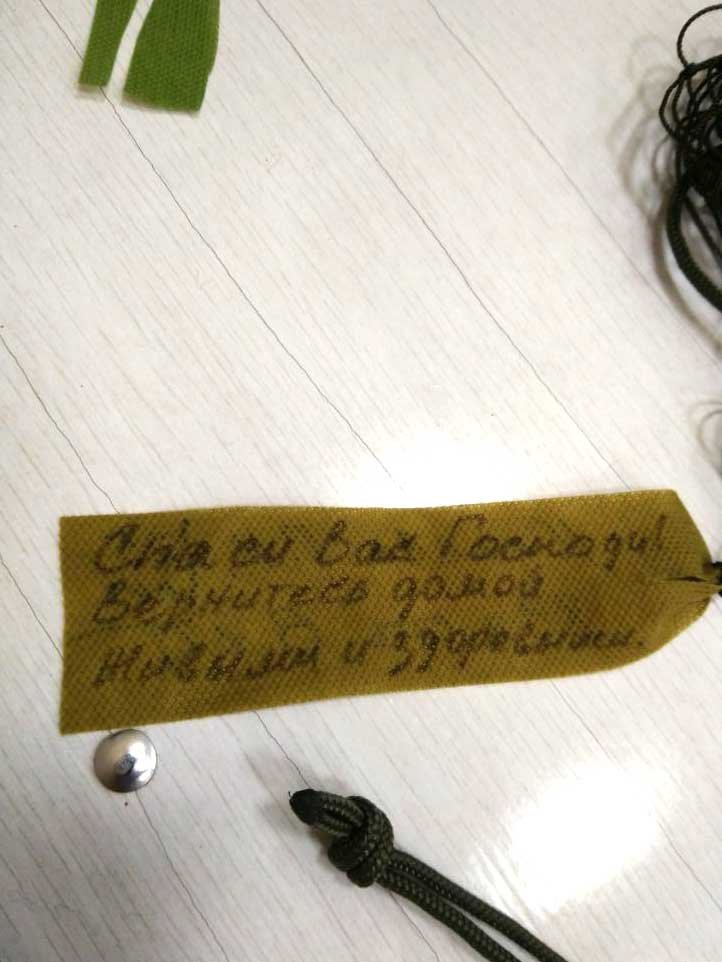 Спаси вас Господи!
Вернитесь домой
живыми и здоровыми.